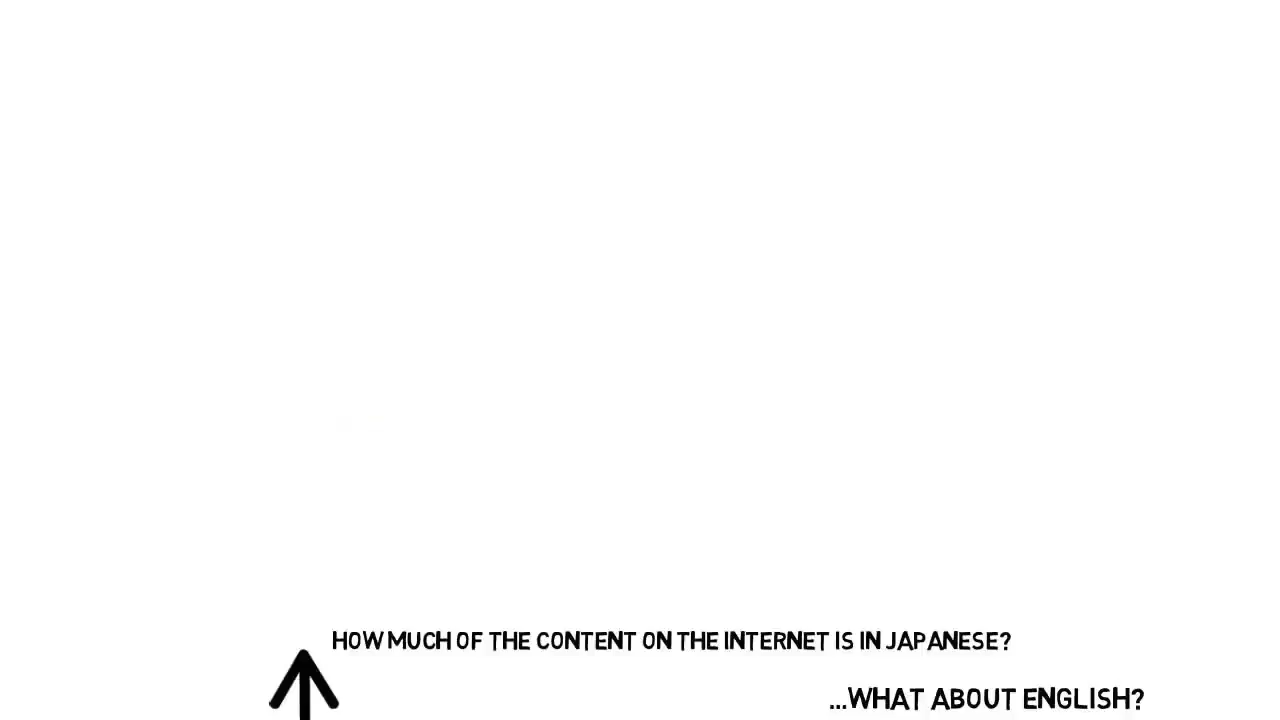 HOW MUCH OF THE CONTENT ON THE INTERNET IS IN JAPANESE?
...WHAT ABOUT ENGLISH?